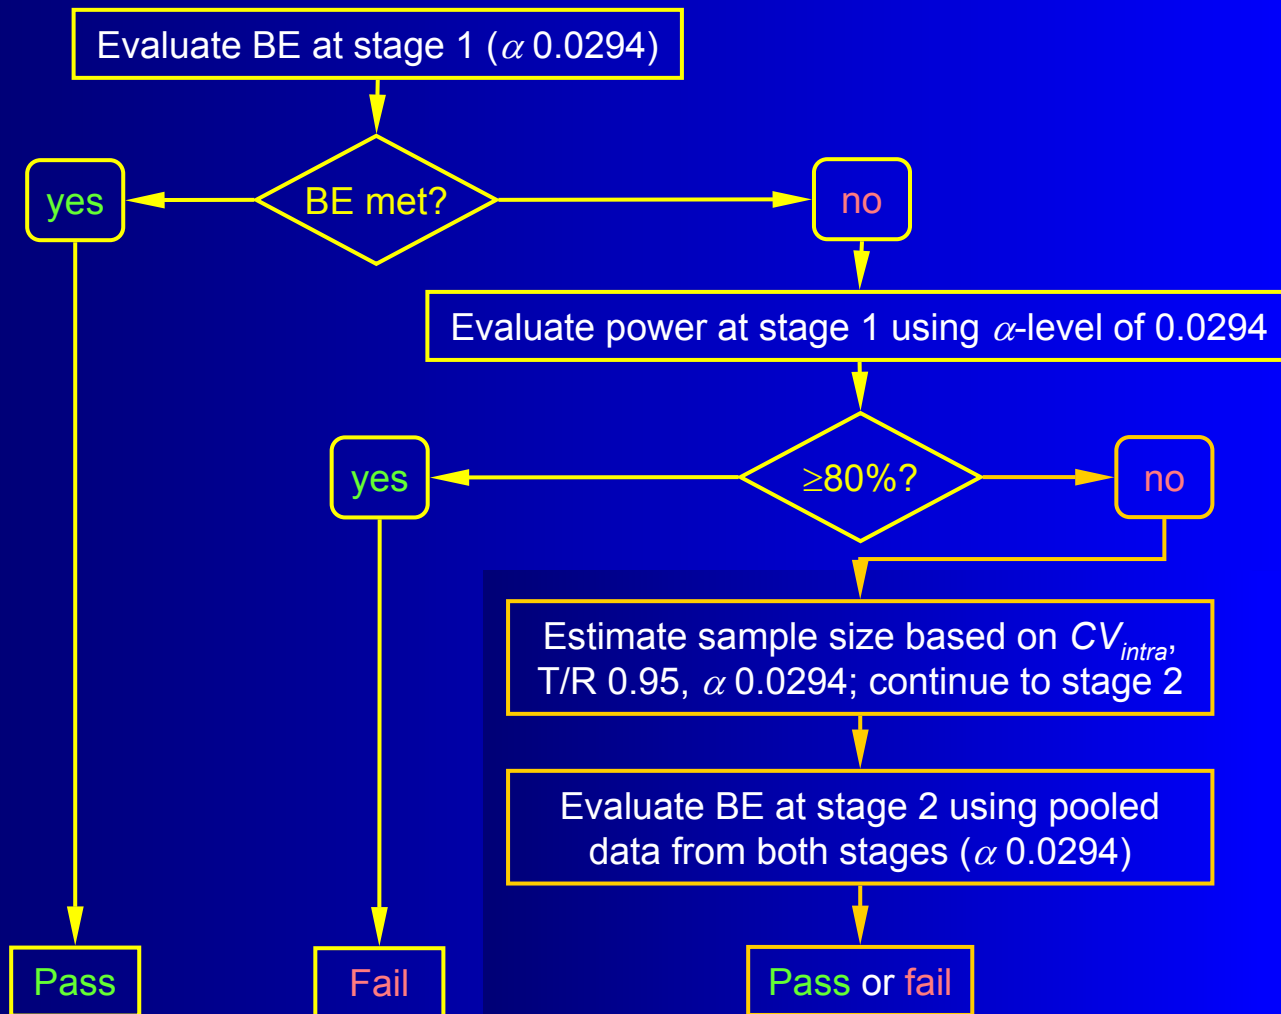 Evaluate BE at stage 1 (α 0.0294)
yes
BE met?
no
Evaluate power at stage 1 using α-level of 0.0294
yes
≥80%?
no
Estimate sample size based on CVintra,
T/R 0.95, α 0.0294; continue to stage 2
Evaluate BE at stage 2 using pooled
data from both stages (α 0.0294)
Pass
Fail
Pass or fail